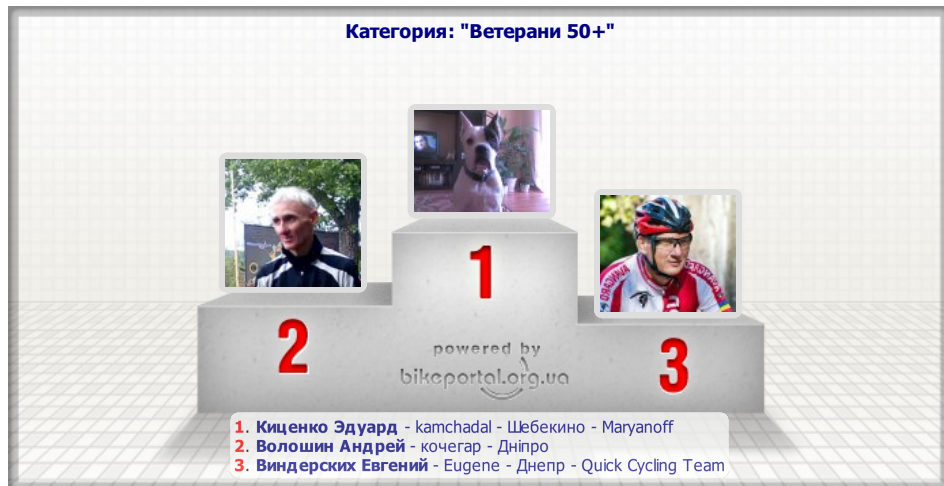 Категория: "Ветерани 50+"
1
2
3
powered by
bikeportal.org.ua
1. Киценко Эдуард - kamchadal - Шебекино - Maryanoff
2. Волошин Андрей - кочегар - Дніпро
3. Виндерских Евгений - Eugene - Днепр - Quick Cycling Team